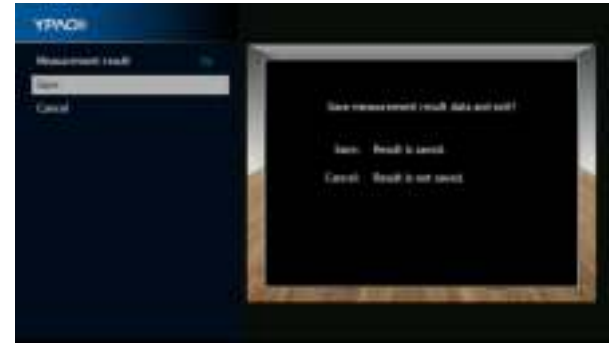 YPAO
Measurement result
Save
Cancel
Save measurement result data and exit?
Save: Result is saved.
Cancel: Result is not saved.